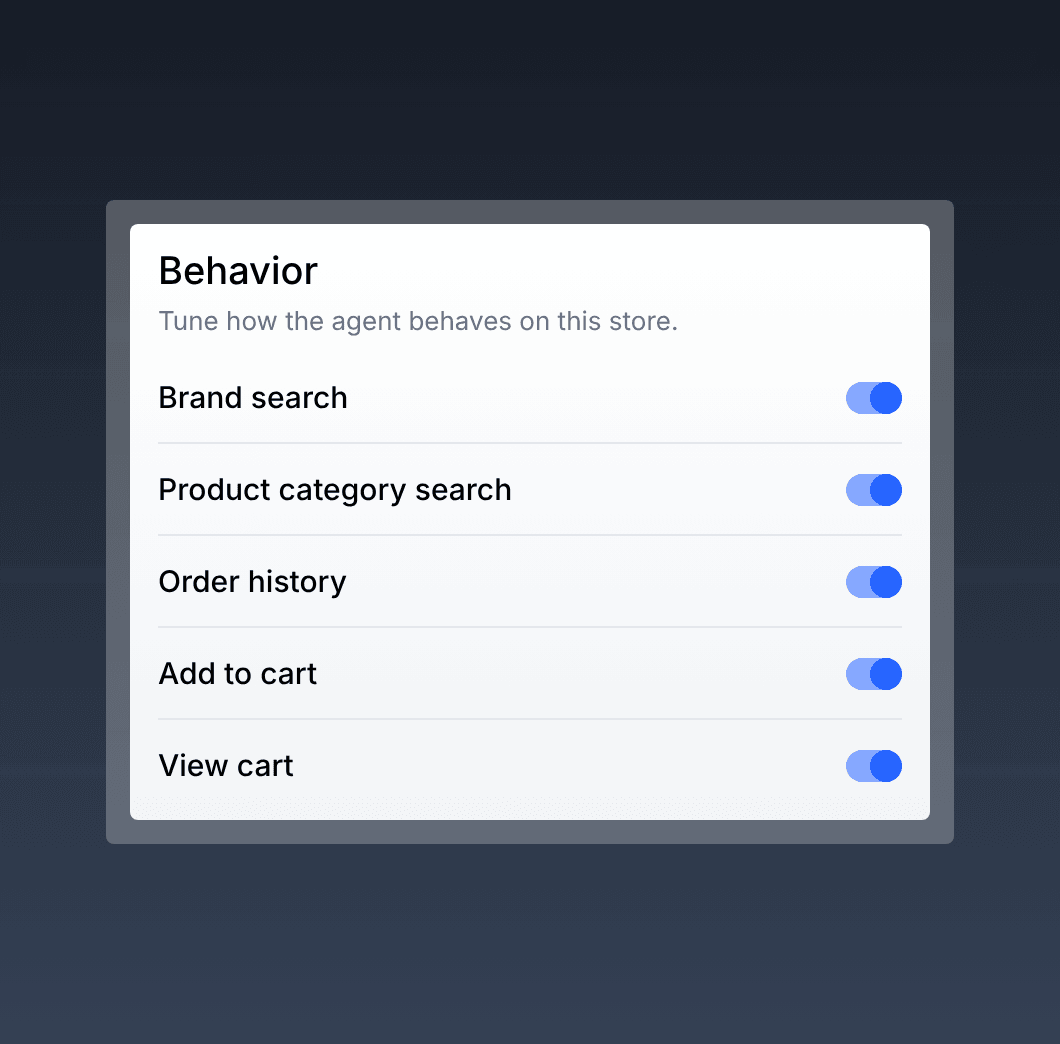 Behavior
Tune how the agent behaves on this store.
Brand search
Product category search
Order history
Add to cart
View cart